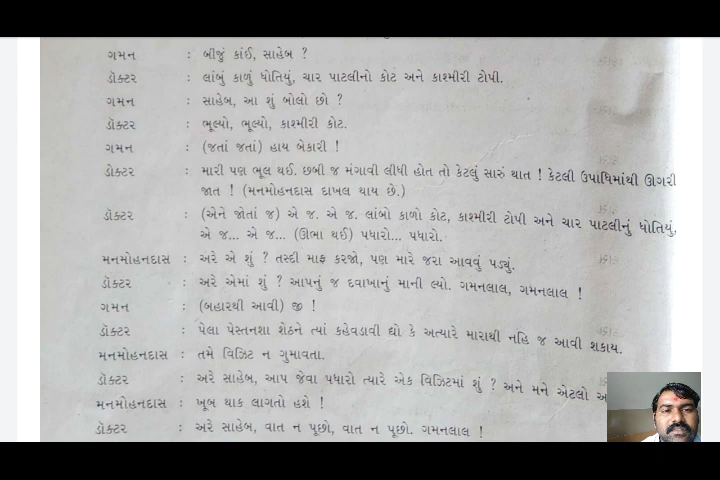 ગમન : બીજું કાંઈ, સાહેબ ?
ડૉક્ટર : લાંબું કાળું ધોતિયું, ચાર પાટલીનો કોટ અને કાશ્મીરી ટોપી.
ગમન : સાહેબ, આ શું બોલો છો ?
ડૉક્ટર : ભૂલ્યો, ભૂલ્યો, કાશ્મીરી કોટ.
ગમન : (જતાં જતાં) હાય બેકારી !
ડોક્ટર : મારી પણ ભૂલ થઈ. છબી જ મંગાવી લીધી હોત તો કેટલું સારું થાત ! કેટલી ઉપાધિમાંથી ઊગરી
જાત ! (મનમોહનદાસ દાખલ થાય છે.)
ડૉક્ટર : (એને જોતાં જ) એ જ. એ જ. લાંબો કાળો કોટ, કાશ્મીરી ટોપી અને ચાર પાટલીનું ધોતિયું,
એ જ... એ જ... (ઊભા થઈ) પધારો... પધારો.
મનમોહનદાસ : અરે એ શું ? તસ્દી માફ કરજો, પણ મારે જરા આવવું પડ્યું.
ડૉક્ટર : અરે એમાં શું ? આપનું જ દવાખાનું માની લ્યો. ગમનલાલ, ગમનલાલ !
ગમન : (બહારથી આવી) જી !
ડૉક્ટર : પેલા પેસ્તનશા શેઠને ત્યાં કહેવડાવી દ્યો કે અત્યારે મારાથી નહિ જ આવી શકાય.
મનમોહનદાસ : તમે વિઝિટ ન ગુમાવતા.
ડૉક્ટર : અરે સાહેબ, આપ જેવા પધારો ત્યારે એક વિઝિટમાં શું ? અને મને એટલો
મનમોહનદાસ : ખૂબ થાક લાગતો હશે !
ડૉક્ટર : અરે સાહેબ, વાત ન પૂછો, વાત ન પૂછો. ગમનલાલ !